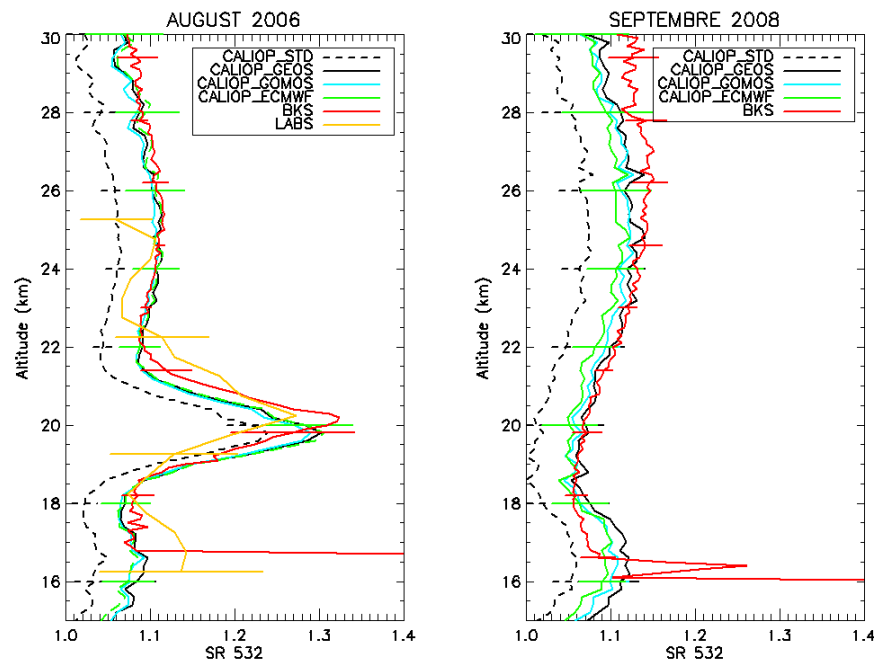 AUGUST 2006
30
28
26
24
22
20
18
16
Altitude (km)
CALIOP_STD
CALIOP_GEOS
CALIOP_GOMOS
CALIOP_ECMWF
BKS
LABS
1.0 1.1 1.2 1.3 1.4
SR 532
SEPTEMBRE 2008
30
28
26
24
22
20
18
16
Altitude (km)
CALIOP_STD
CALIOP_GEOS
CALIOP_GOMOS
CALIOP_ECMWF
BKS
1.0 1.1 1.2 1.3 1.4
SR 532